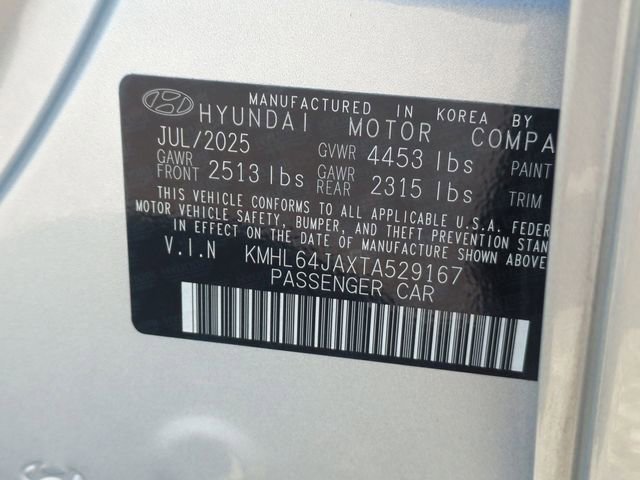 MANUFACTURED IN KOREA BY
HYUNDAI MOTOR COMPA
JUL/2025 GVWR 4453 lbs PAINT
GAWR FRONT 2513 lbs GAWR REAR 2315 lbs TRIM
THIS VEHICLE CONFORMS TO ALL APPLICABLE U.S.A. FEDER
MOTOR VEHICLE SAFETY, BUMPER, AND THEFT PREVENTION STAN
IN EFFECT ON THE DATE OF MANUFACTURE SHOWN ABOVE
V.I.N KMHL64JAXTA529167
PASSENGER CAR